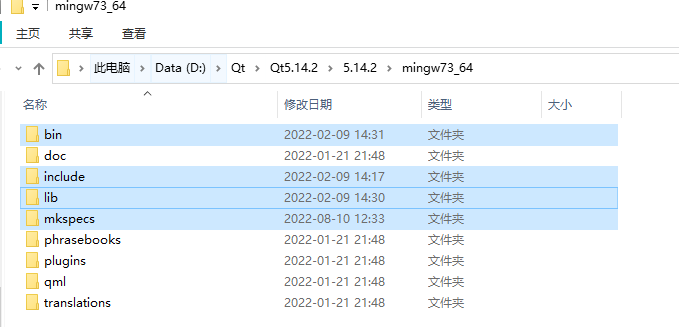 mingw73_64
主页 共享 查看
此电脑 Data (D:) Qt Qt5.14.2 5.14.2 mingw73_64
名称 修改日期 类型 大小
bin 2022-02-09 14:31 文件夹
doc 2022-01-21 21:48 文件夹
include 2022-02-09 14:17 文件夹
lib 2022-02-09 14:30 文件夹
mkspecs 2022-08-10 12:33 文件夹
phrasebooks 2022-01-21 21:48 文件夹
plugins 2022-01-21 21:48 文件夹
qml 2022-01-21 21:48 文件夹
translations 2022-01-21 21:48 文件夹